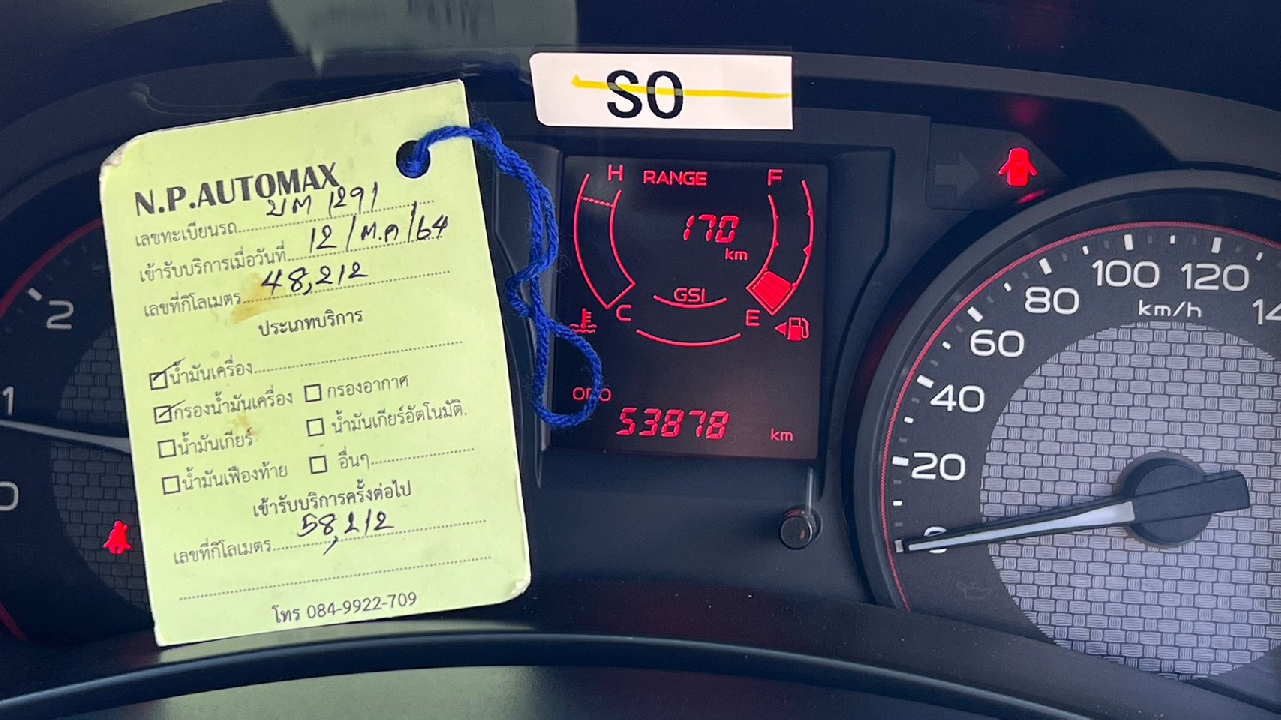 N.P.AUTOMAX
เลขทะเบียนรถ บต 1291
เข้ารับบริการเมื่อวันที่ 12/ต.ค/64
เลขที่กิโลเมตร 48,212
ประเภทบริการ
น้ำมันเครื่อง
กรองน้ำมันเครื่อง กรองอากาศ
น้ำมันเกียร์ น้ำมันเกียร์อัตโนมัติ.
น้ำมันเฟืองท้าย อื่นๆ
เข้ารับบริการครั้งต่อไป
เลขที่กิโลเมตร 58,212
โทร 084-9922-709
SO
H RANGE F
170
km
GSI
C E
ODO
53878 km
0
1
2
0
20
40
60
80
100
120
14
km/h